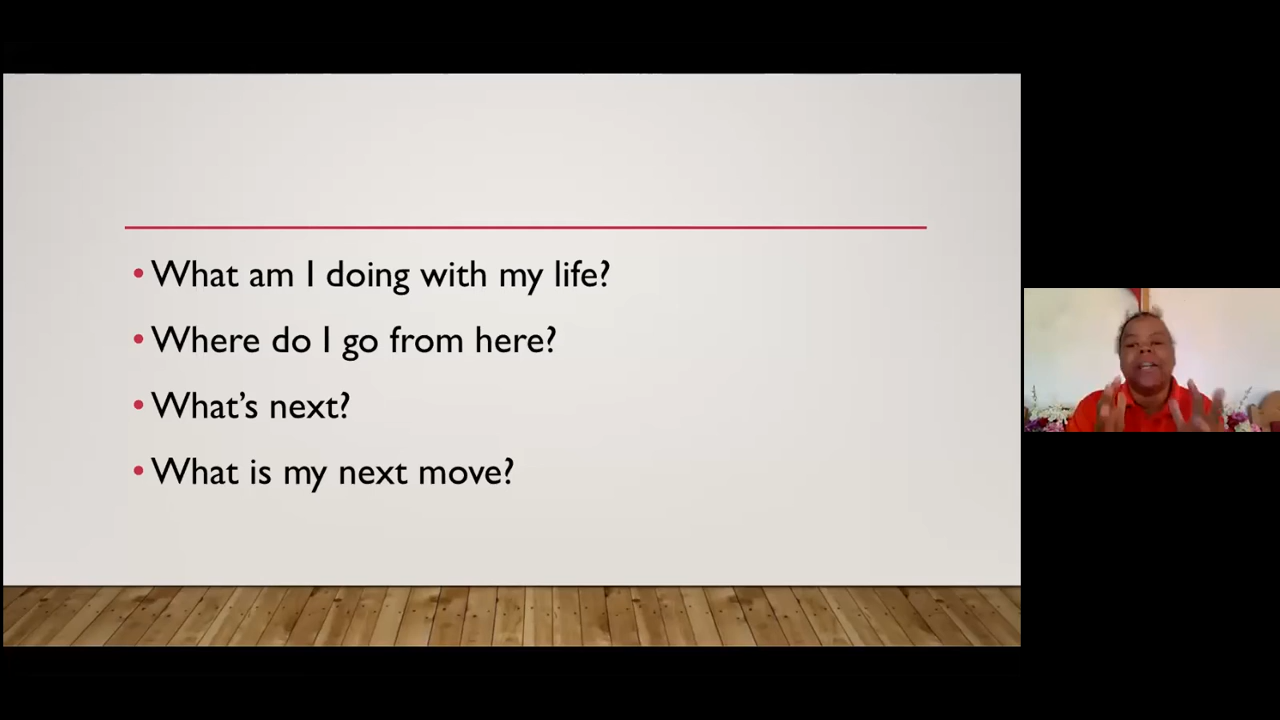 • What am I doing with my life?
• Where do I go from here?
• What's next?
• What is my next move?